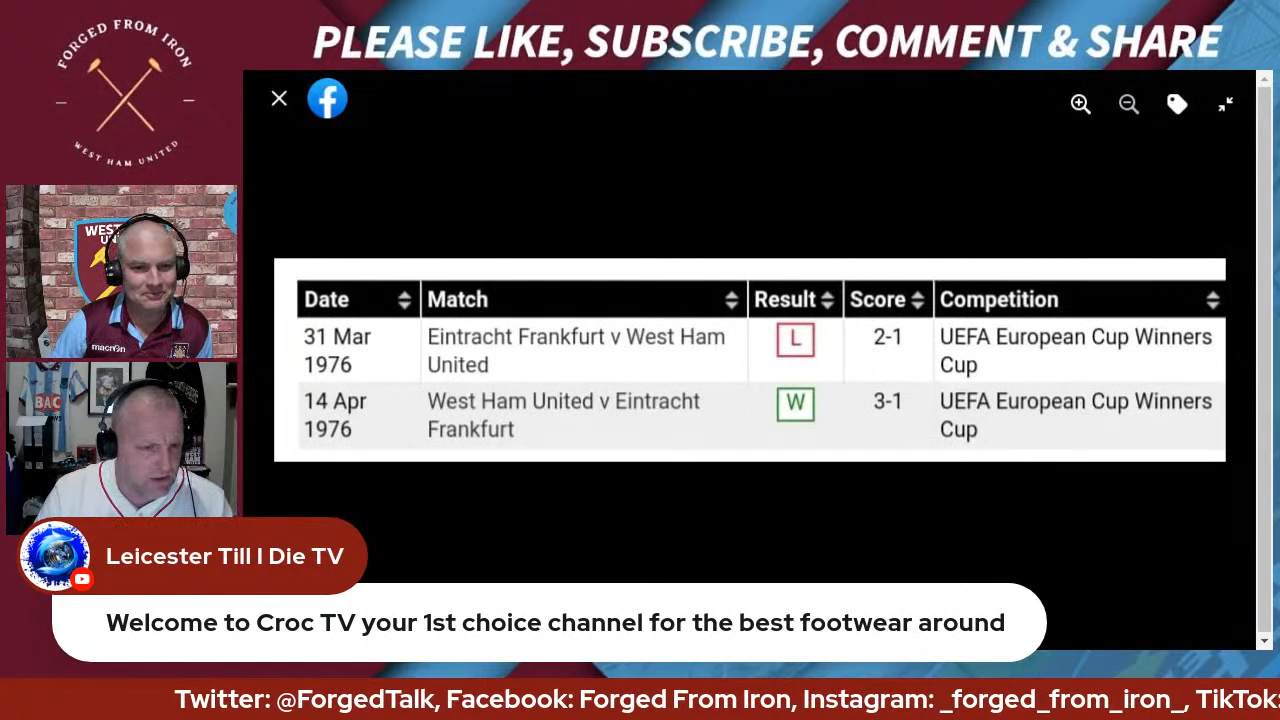 FORGED FROM IRON
WEST HAM UNITED
PLEASE LIKE, SUBSCRIBE, COMMENT & SHARE
WEST
macron
BAC
Date Match Result Score Competition
31 Mar 1976 Eintracht Frankfurt v West Ham United L 2-1 UEFA European Cup Winners Cup
14 Apr 1976 West Ham United v Eintracht Frankfurt W 3-1 UEFA European Cup Winners Cup
Leicester Till I Die TV
Welcome to Croc TV your 1st choice channel for the best footwear around
Twitter: @ForgedTalk, Facebook: Forged From Iron, Instagram: _forged_from_iron_, TikTok: